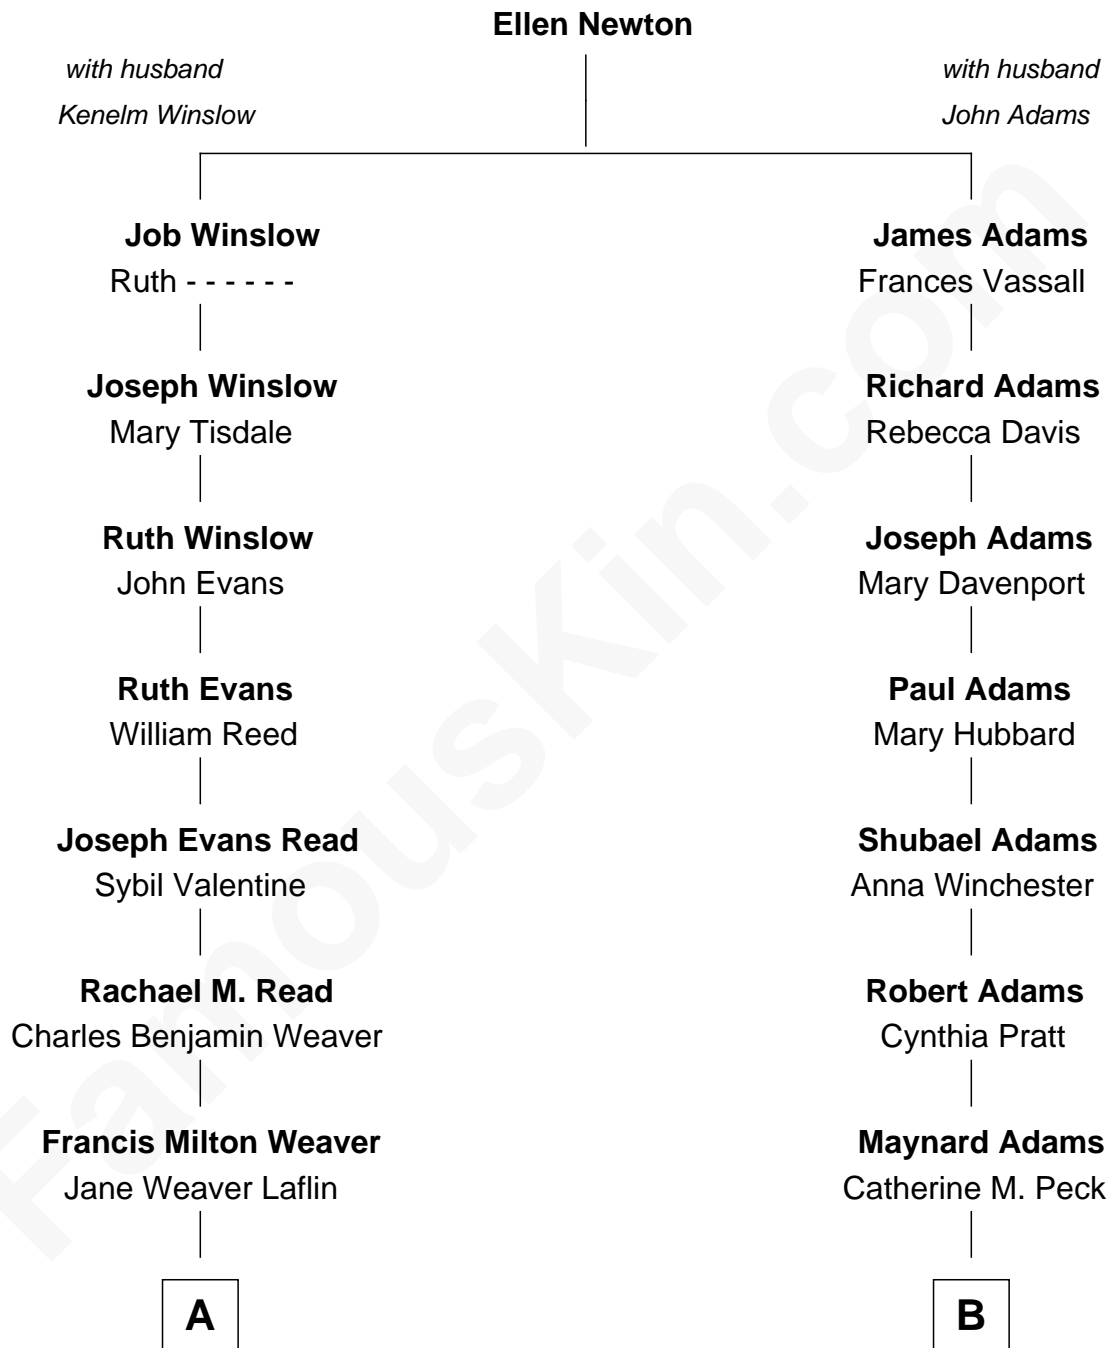 Ellen Newton
with husband
Kenelm Winslow
with husband
John Adams
Job Winslow
Ruth - - - - - -
James Adams
Frances Vassall
Joseph Winslow
Mary Tisdale
Richard Adams
Rebecca Davis
Ruth Winslow
John Evans
Joseph Adams
Mary Davenport
Ruth Evans
William Reed
Paul Adams
Mary Hubbard
Joseph Evans Read
Sybil Valentine
Shubael Adams
Anna Winchester
Rachael M. Read
Charles Benjamin Weaver
Robert Adams
Cynthia Pratt
Francis Milton Weaver
Jane Weaver Laflin
Maynard Adams
Catherine M. Peck
A
B
FamousKin.com